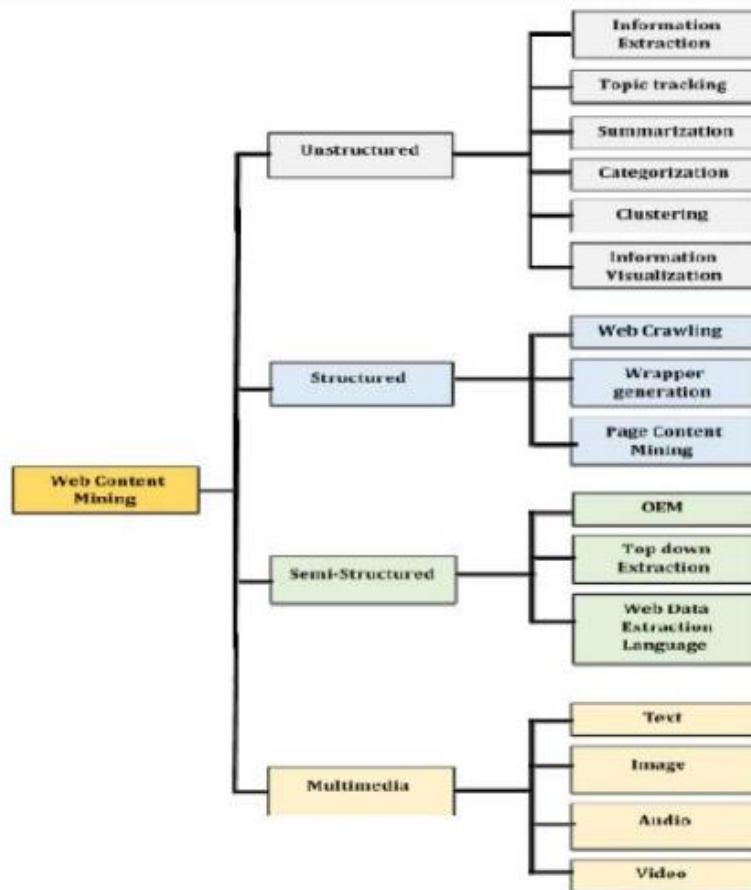 Web Content
Mining
Unstructured
Information
Extraction
Topic tracking
Summarization
Categorization
Clustering
Information
Visualization
Structured
Web Crawling
Wrapper
generation
Page Content
Mining
Semi-Structured
OEM
Top down
Extraction
Web Data
Extraction
Language
Multimedia
Text
Image
Audio
Video